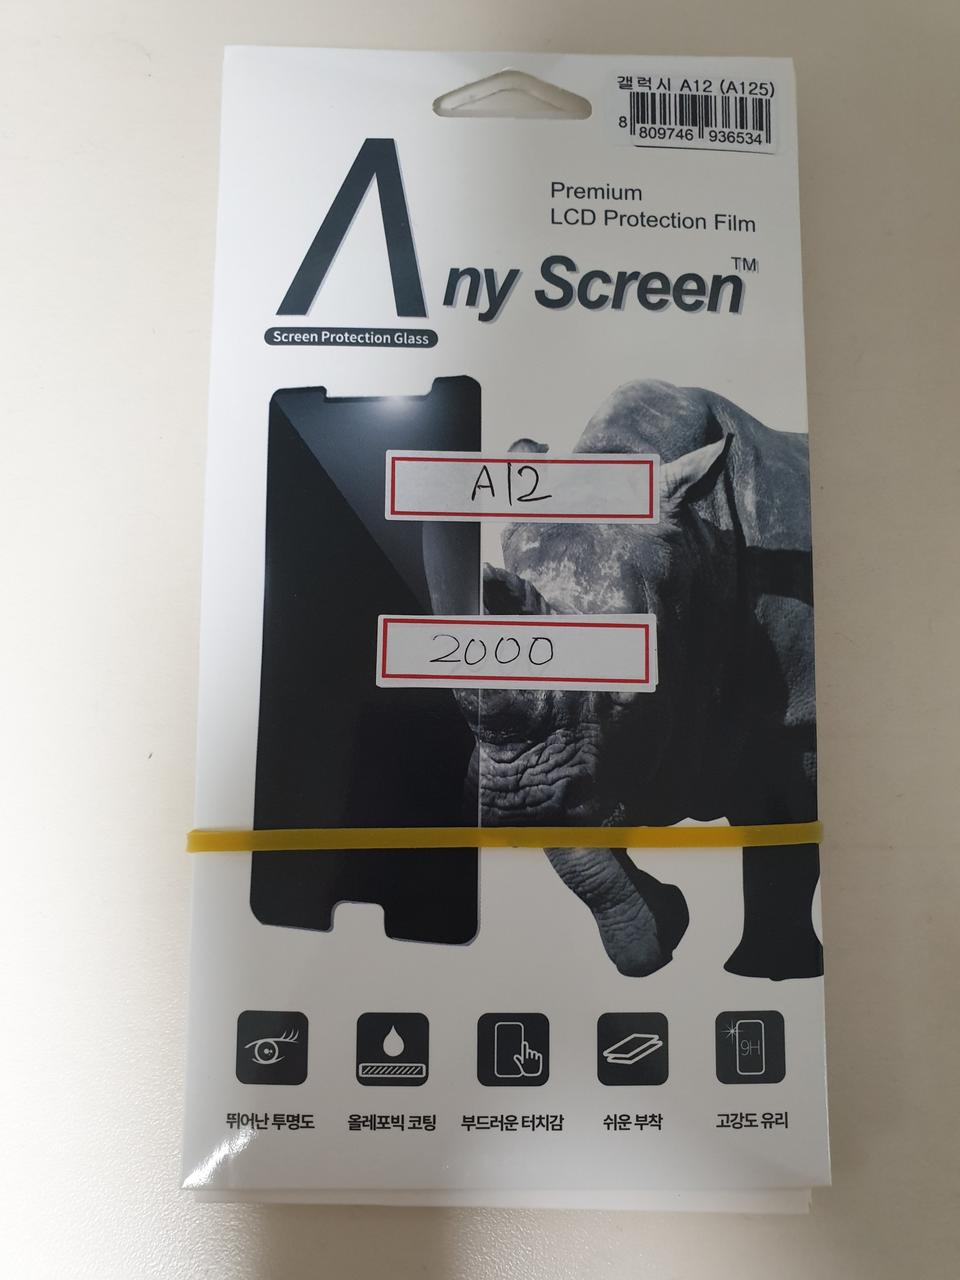 갤럭시 A12 (A125)
8 809746 936534
Premium
LCD Protection Film
Any Screen™
Screen Protection Glass
A12
2000
9H
뛰어난 투명도 올레포빅 코팅 부드러운 터치감 쉬운 부착 고강도 유리